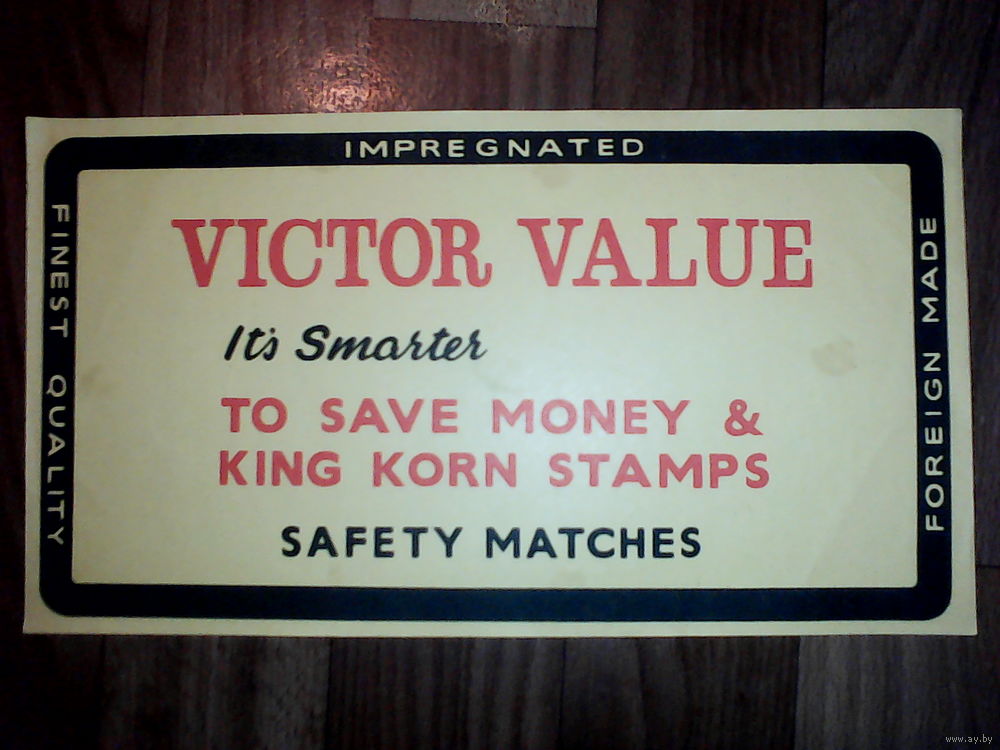 IMPREGNATED
FINEST QUALITY
VICTOR VALUE
It's Smarter
TO SAVE MONEY &
KING KORN STAMPS
SAFETY MATCHES
FOREIGN MADE
www.ay.by